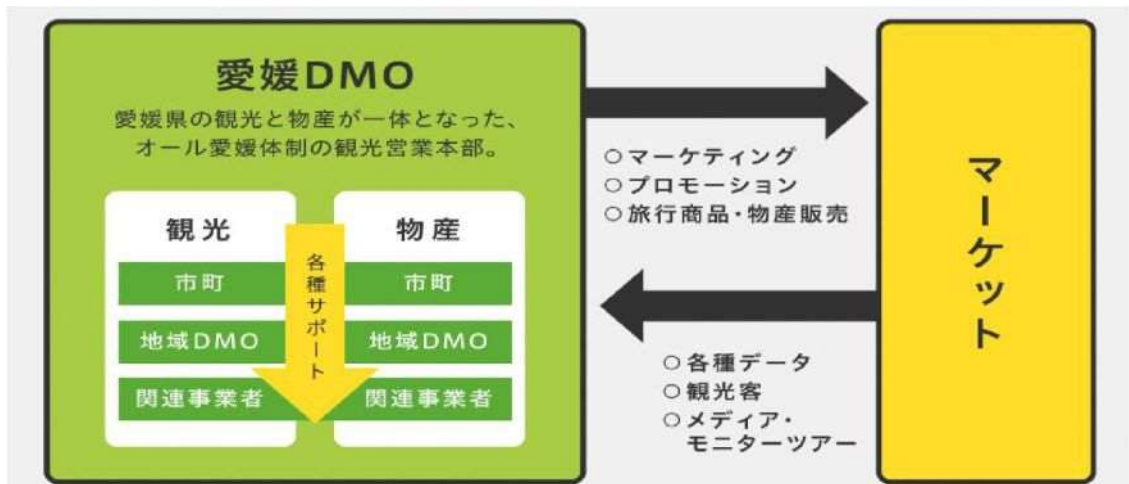 愛媛DMO
愛媛県の観光と物産が一体となった、
オール愛媛体制の観光営業本部。
観光
市町
地域DMO
関連事業者
各種サポート
物産
市町
地域DMO
関連事業者
○マーケティング
○プロモーション
○旅行商品・物産販売
○各種データ
○観光客
○メディア・
モニターツアー
マーケット